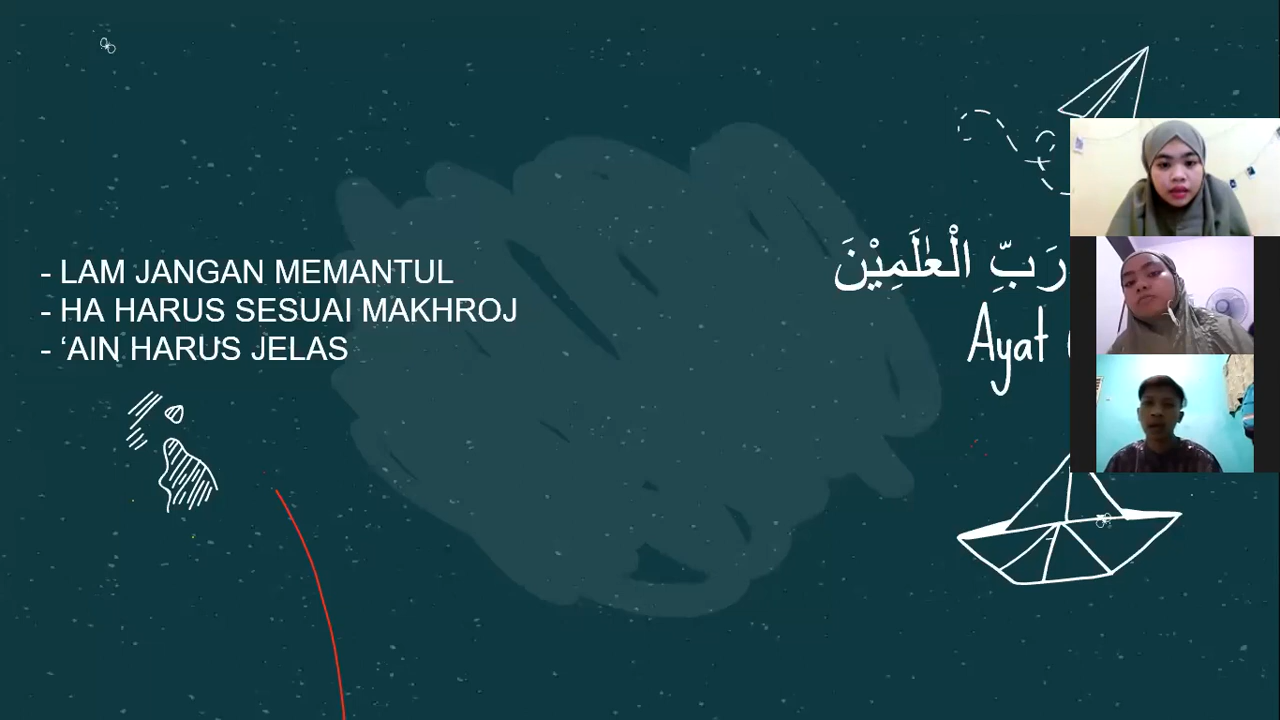 - LAM JANGAN MEMANTUL
- HA HARUS SESUAI MAKHROJ
- ‘AIN HARUS JELAS
رَبِّ الْعٰلَمِيْنَ
Ayat